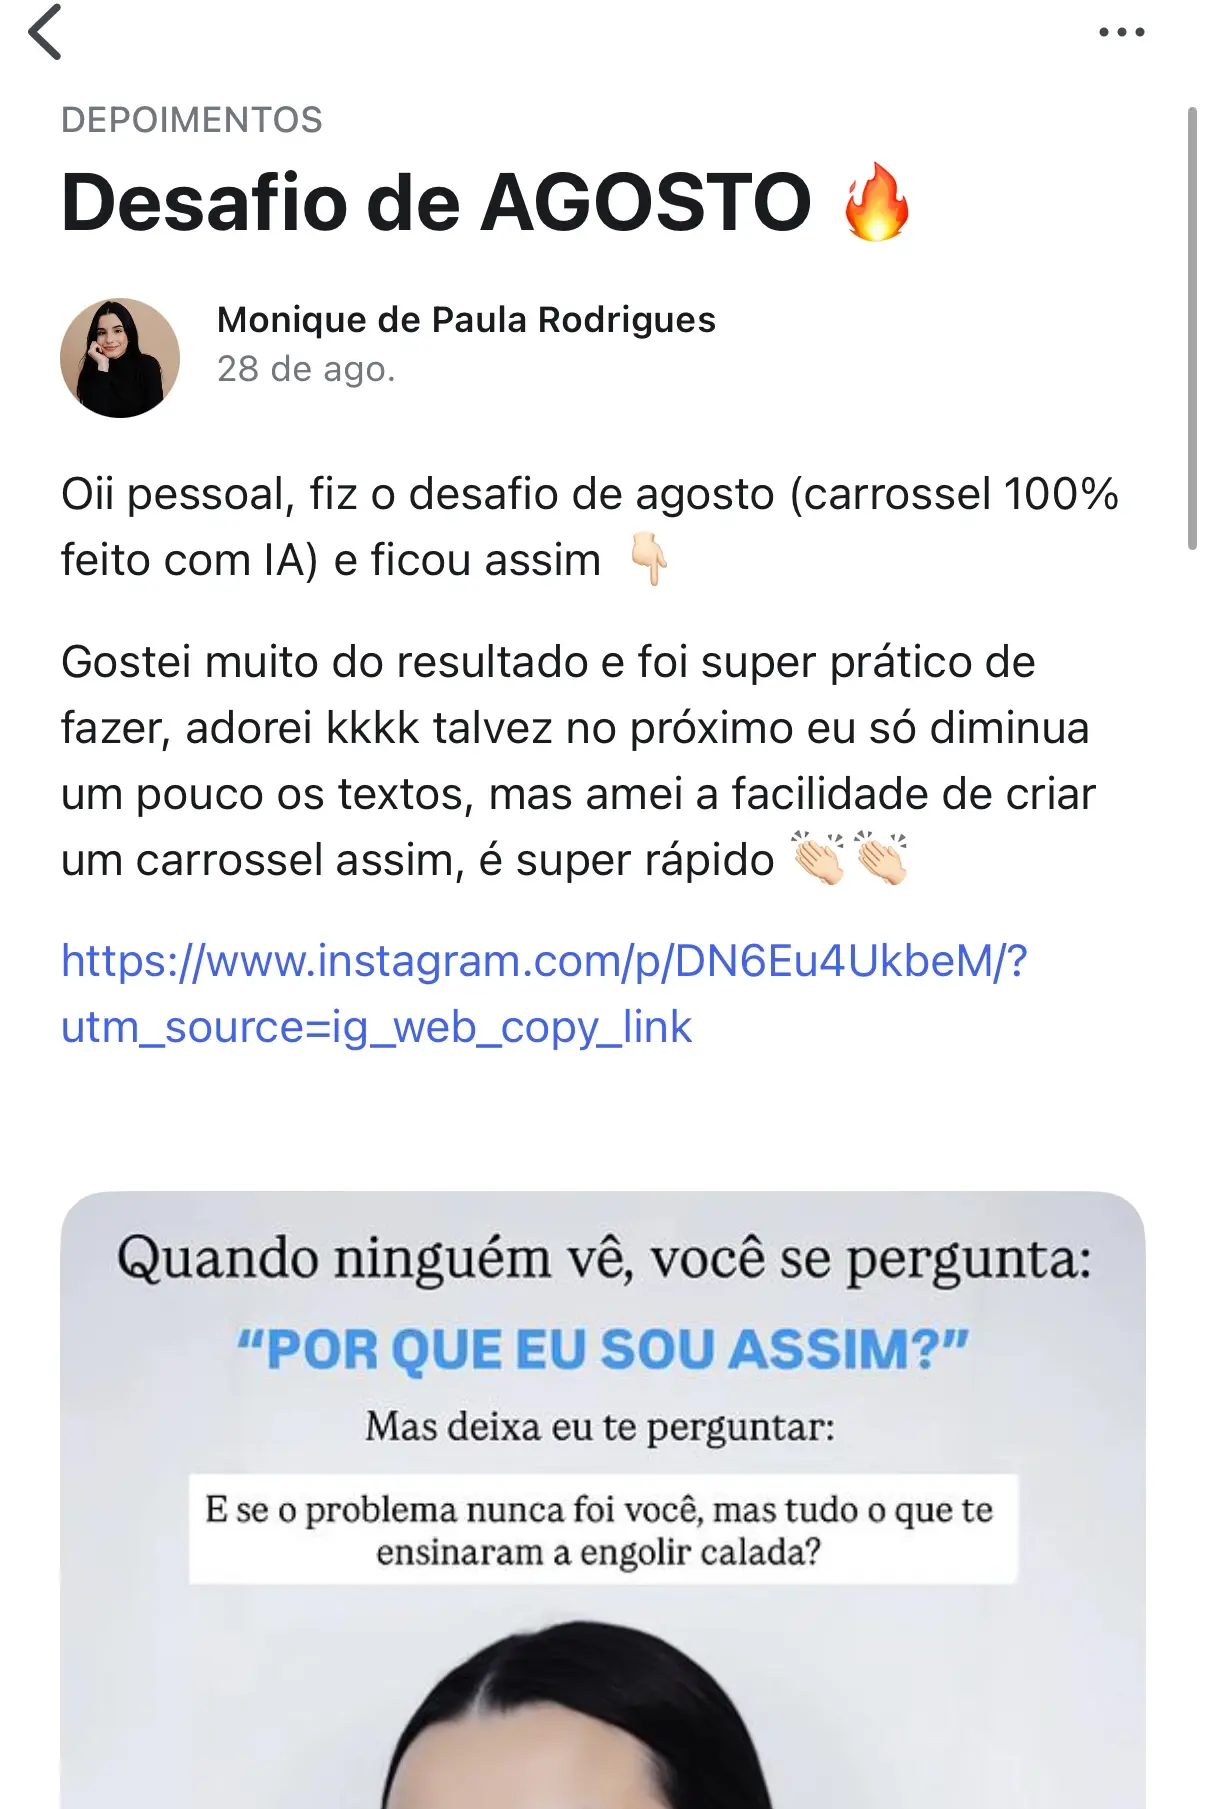 DEPOIMENTOS
Desafio de AGOSTO 🔥
Monique de Paula Rodrigues
28 de ago.
Oii pessoal, fiz o desafio de agosto (carrossel 100%
feito com IA) e ficou assim 👇🏻
Gostei muito do resultado e foi super prático de
fazer, adorei kkkk talvez no próximo eu só diminua
um pouco os textos, mas amei a facilidade de criar
um carrossel assim, é super rápido 👏🏻👏🏻
https://www.instagram.com/p/DN6Eu4UkbeM/?
utm_source=ig_web_copy_link
Quando ninguém vê, você se pergunta:
“POR QUE EU SOU ASSIM?”
Mas deixa eu te perguntar:
E se o problema nunca foi você, mas tudo o que te
ensinaram a engolir calada?